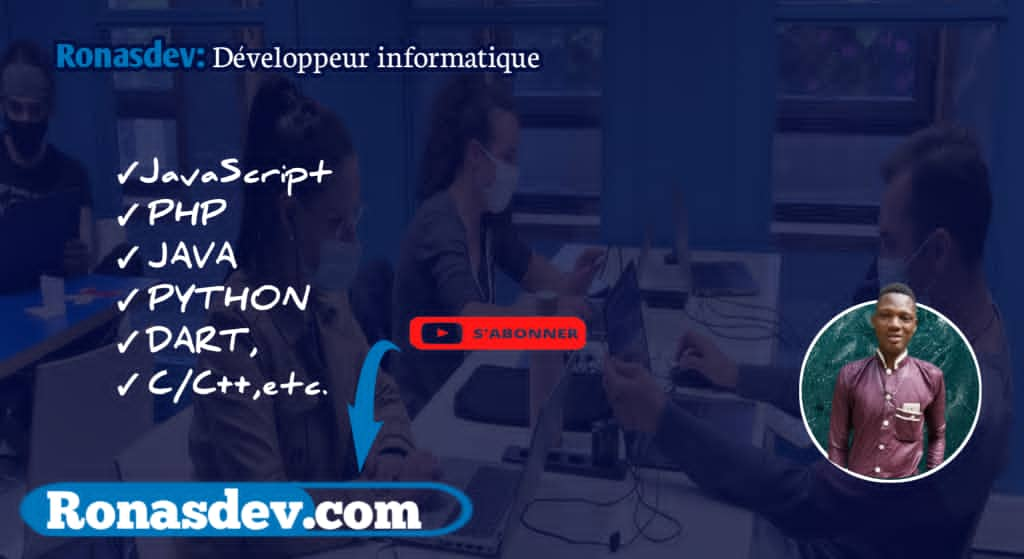 Ronasdev: Développeur informatique
✓JavaScript
✓ PHP
✓ JAVA
✓ PYTHON
✓ DART,
✓ C/C++,etc.
S'ABONNER
Ronasdev.com